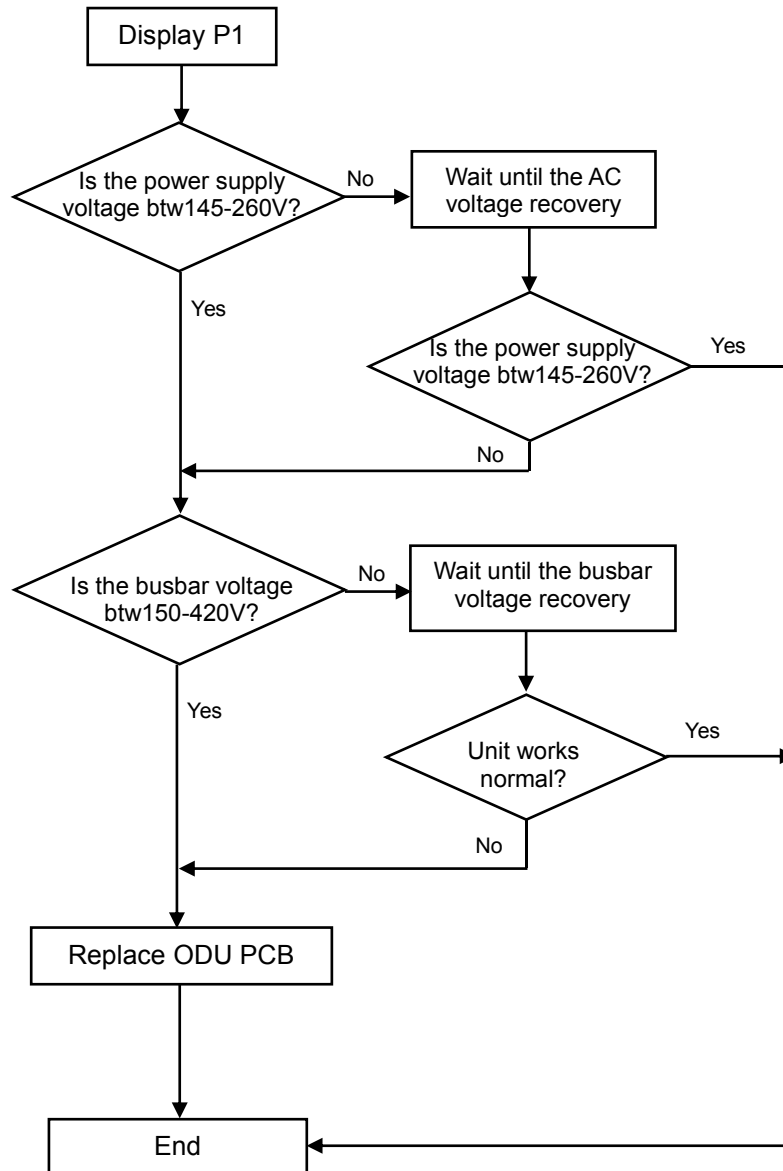 Display P1
Is the power supply
voltage btw145-260V?
No
Wait until the AC
voltage recovery
Yes
Is the power supply
voltage btw145-260V?
Yes
No
Is the busbar voltage
btw150-420V?
No
Wait until the busbar
voltage recovery
Yes
Unit works
normal?
Yes
No
Replace ODU PCB
End